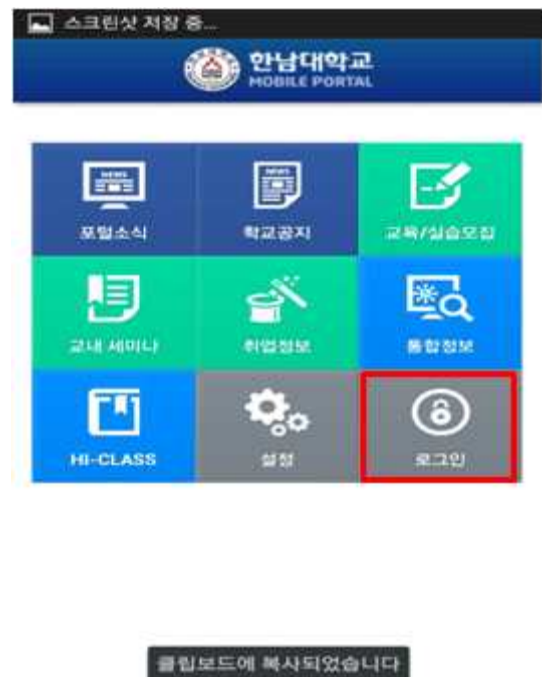 스크린샷 저장 중...
한남대학교
MOBILE PORTAL
NEWS
NEWS
포털소식
학교공지
교육/실습모집
교내 세미나
취업정보
통합정보
HI-CLASS
설정
로그인
클립보드에 복사되었습니다